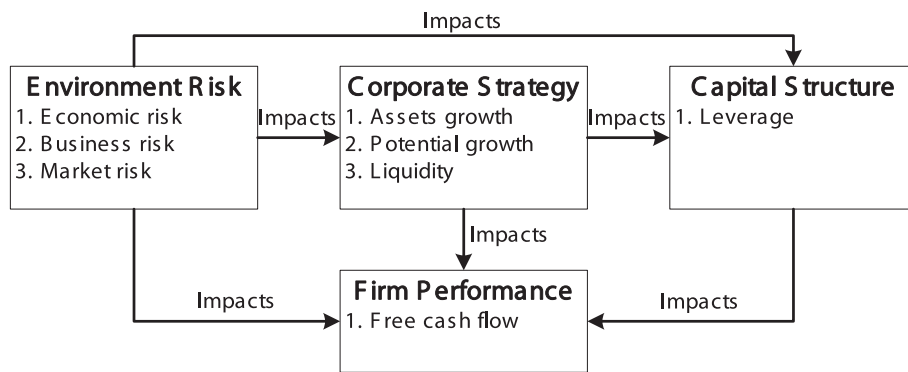 Impacts
Environment Risk
1. Economic risk
2. Business risk
3. Market risk
Impacts
Corporate Strategy
1. Assets growth
2. Potential growth
3. Liquidity
Impacts
Capital Structure
1. Leverage
Impacts
Impacts
Firm Performance
1. Free cash flow
Impacts